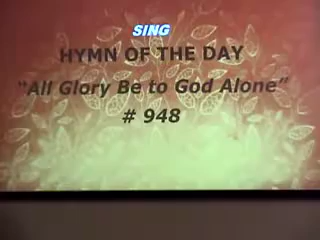 SING
HYMN OF THE DAY
“All Glory Be to God Alone”
# 948